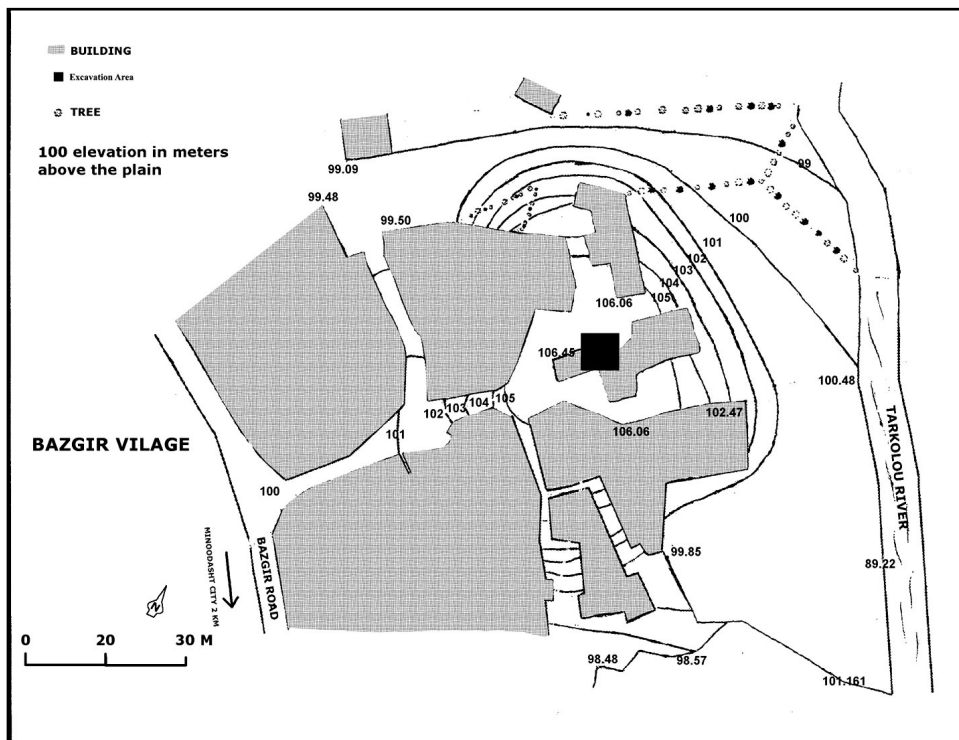 BUILDING
Excavation Area
TREE
100 elevation in meters
above the plain
99.09
99
99.48
99.50
100
101
102
103
104
105
106.06
106.45
100.48
102
103
104
105
102.47
101
106.06
BAZGIR VILAGE
TARKOLOU RIVER
100
MINOODASHT CITY 2 KM
BAZGIR ROAD
99.85
89.22
N
0 20 30 M
98.48
98.57
101.161